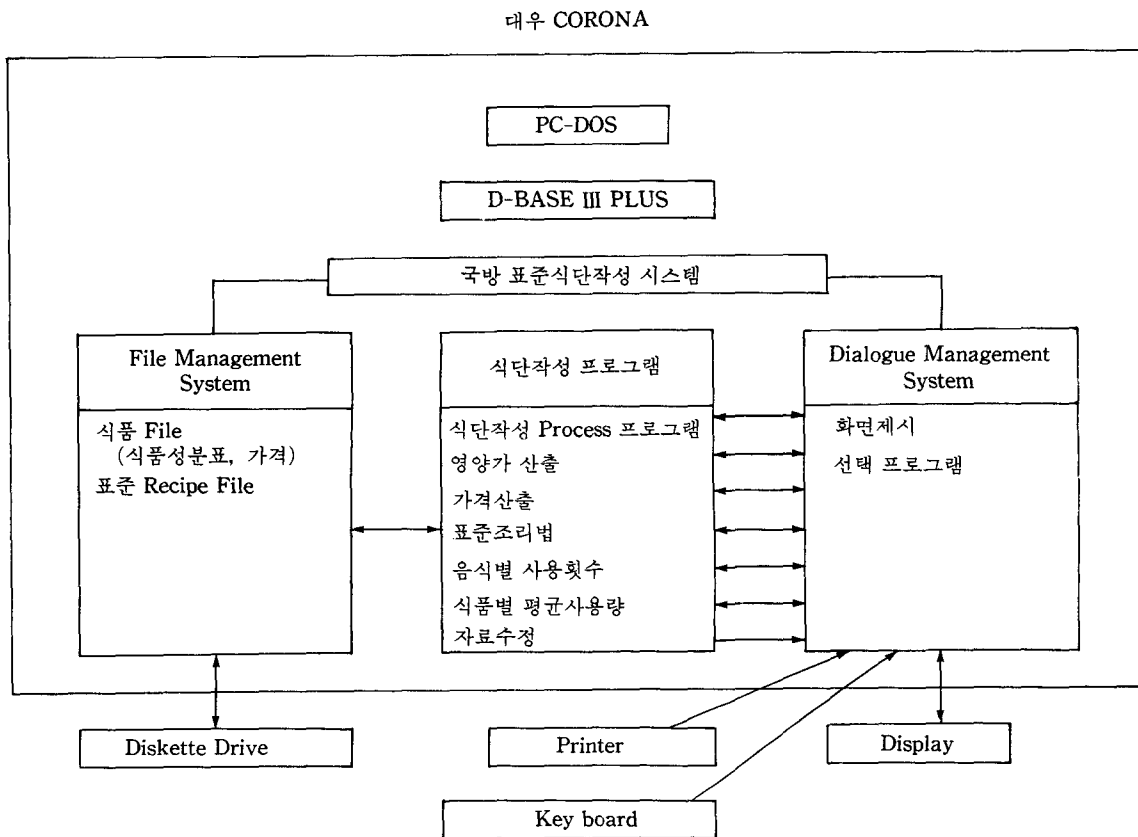 대우 CORONA
PC-DOS
D-BASE III PLUS
국방 표준식단작성 시스템
File Management
System
식품 File
(식품성분표, 가격)
표준 Recipe File
식단작성 프로그램
식단작성 Process 프로그램
영양가 산출
가격산출
표준조리법
음식별 사용횟수
식품별 평균사용량
자료수정
Dialogue Management
System
화면제시
선택 프로그램
Diskette Drive
Printer
Display
Key board